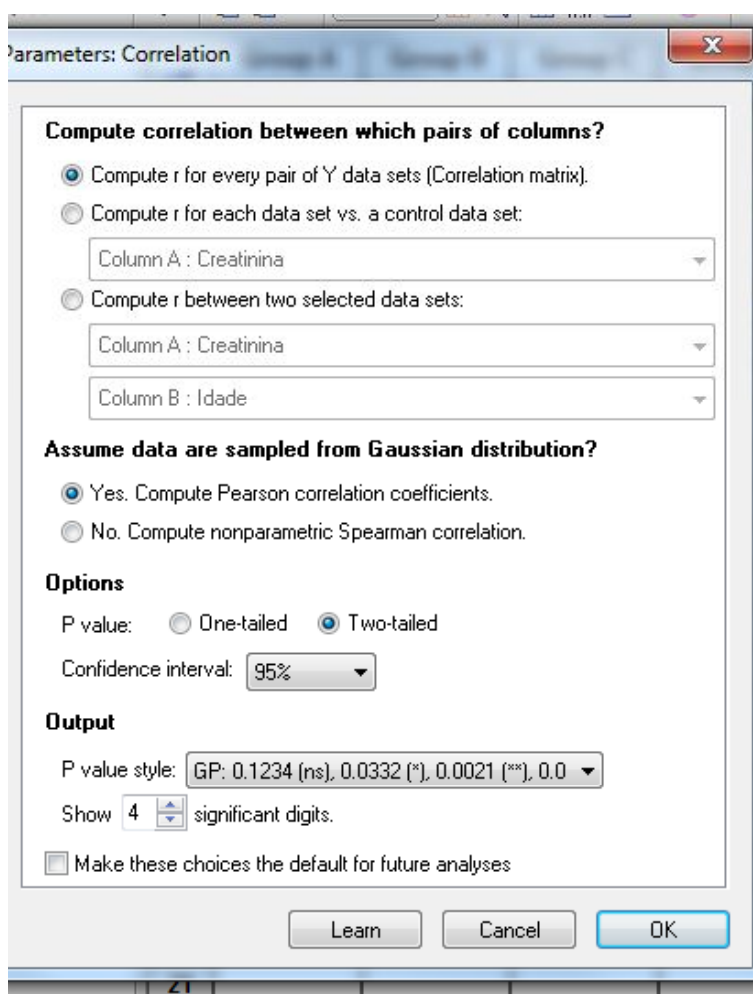 Parameters: Correlation
Group A Group B Group C
X
Compute correlation between which pairs of columns?
Compute r for every pair of Y data sets (Correlation matrix).
Compute r for each data set vs. a control data set:
Column A : Creatinina
Compute r between two selected data sets:
Column A : Creatinina
Column B : Idade
Assume data are sampled from Gaussian distribution?
Yes. Compute Pearson correlation coefficients.
No. Compute nonparametric Spearman correlation.
Options
P value: One-tailed Two-tailed
Confidence interval: 95%
Output
P value style: GP: 0.1234 (ns), 0.0332 (*), 0.0021 (**), 0.0
Show 4 significant digits.
Make these choices the default for future analyses
Learn Cancel OK
21